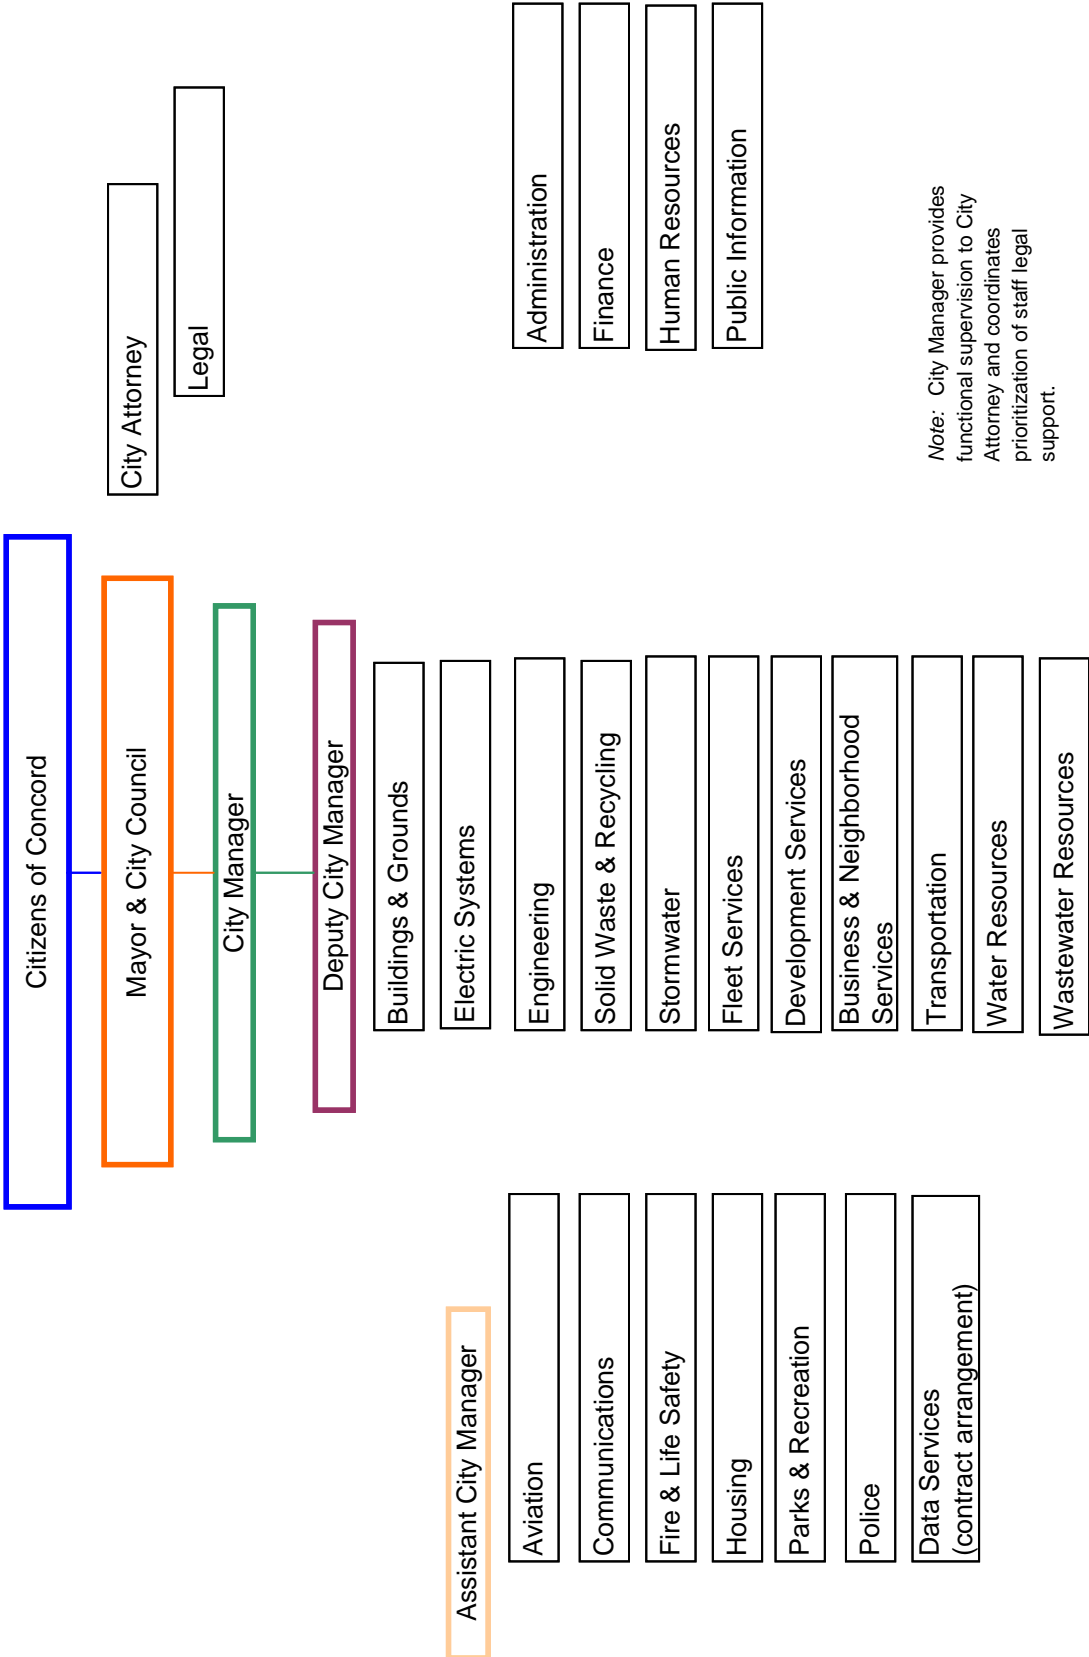 Citizens of Concord
Mayor & City Council
City Attorney
Legal
City Manager
Deputy City Manager
Assistant City Manager
Aviation
Communications
Fire & Life Safety
Housing
Parks & Recreation
Police
Data Services
(contract arrangement)
Buildings & Grounds
Electric Systems
Engineering
Solid Waste & Recycling
Stormwater
Fleet Services
Development Services
Business & Neighborhood
Services
Transportation
Water Resources
Wastewater Resources
Administration
Finance
Human Resources
Public Information
Note: City Manager provides
functional supervision to City
Attorney and coordinates
prioritization of staff legal
support.